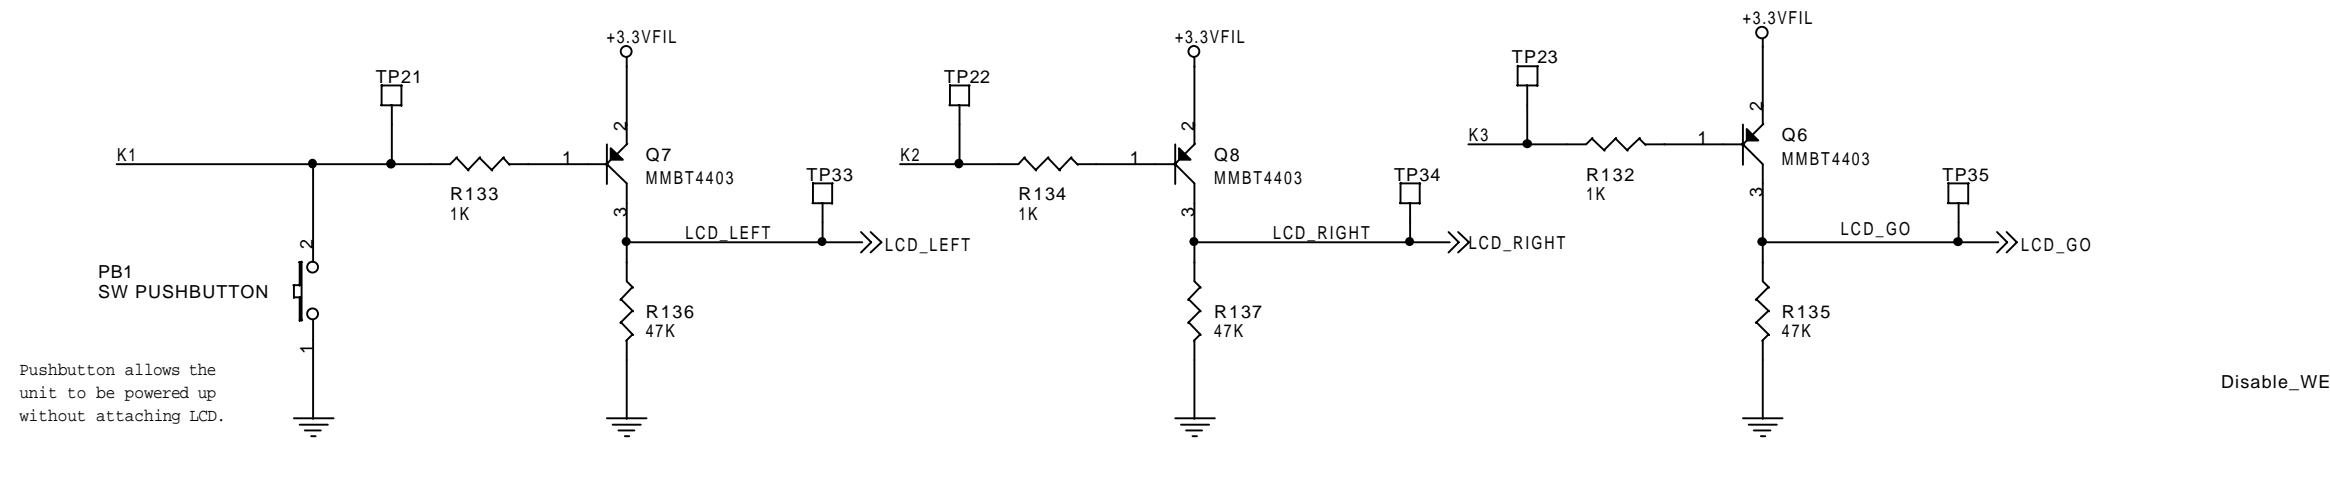 +3.3VFIL
TP21
2
K1
1
Q7
MMBT4403
R133
1K
3
TP33
LCD_LEFT
LCD_LEFT
2
PB1
SW PUSHBUTTON
1
R136
47K
Pushbutton allows the
unit to be powered up
without attaching LCD.
+3.3VFIL
TP22
2
K2
1
Q8
MMBT4403
R134
1K
3
TP34
LCD_RIGHT
LCD_RIGHT
R137
47K
+3.3VFIL
TP23
2
K3
1
Q6
MMBT4403
R132
1K
3
TP35
LCD_GO
LCD_GO
R135
47K
Disable_WE